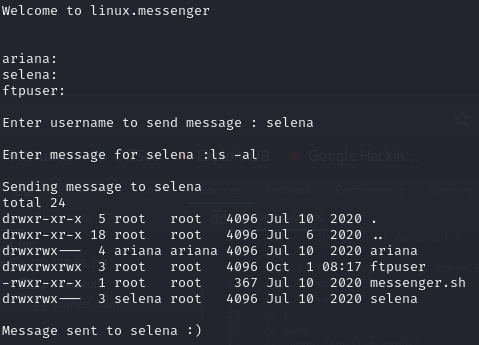 Welcome to linux.messenger
ariana:
selena:
ftpuser:
Enter username to send message : selena
Enter message for selena :ls -al
Sending message to selena
total 24
drwxr-xr-x  5 root   root   4096 Jul 10  2020 .
drwxr-xr-x 18 root   root   4096 Jul  6  2020 ..
drwxrwx---  4 ariana ariana 4096 Jul 10  2020 ariana
drwxrwxrwx  3 root   root   4096 Oct  1 08:17 ftpuser
-rwxr-xr-x  1 root   root    367 Jul 10  2020 messenger.sh
drwxrwx---  3 selena root   4096 Jul 10  2020 selena
Message sent to selena :)
Google Hackin...